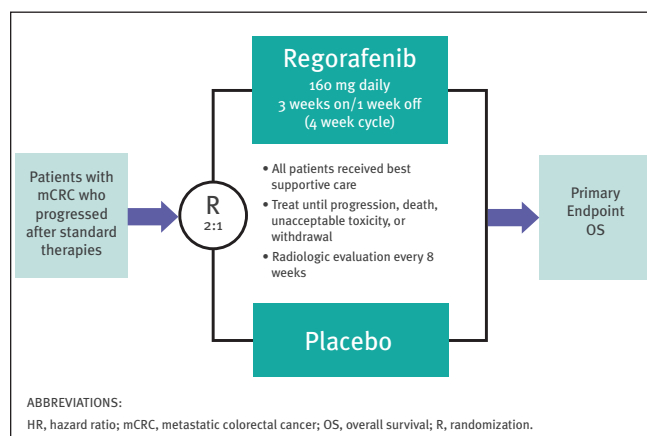 Regorafenib
160 mg daily
3 weeks on/1 week off
(4 week cycle)
Patients with
mCRC who
progressed
after standard
therapies
R
2:1
• All patients received best
supportive care
• Treat until progression, death,
unacceptable toxicity, or
withdrawal
• Radiologic evaluation every 8
weeks
Primary
Endpoint
OS
Placebo
ABBREVIATIONS:
HR, hazard ratio; mCRC, metastatic colorectal cancer; OS, overall survival; R, randomization.